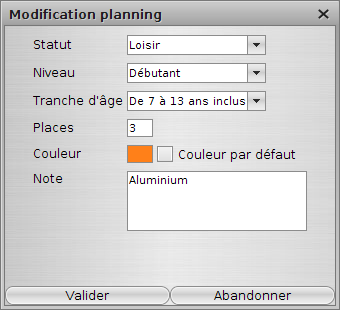 Modification planning
Statut Loisir
Niveau Débutant
Tranche d'âge De 7 à 13 ans inclus
Places 3
Couleur Couleur par défaut
Note Aluminium
Valider Abandonner